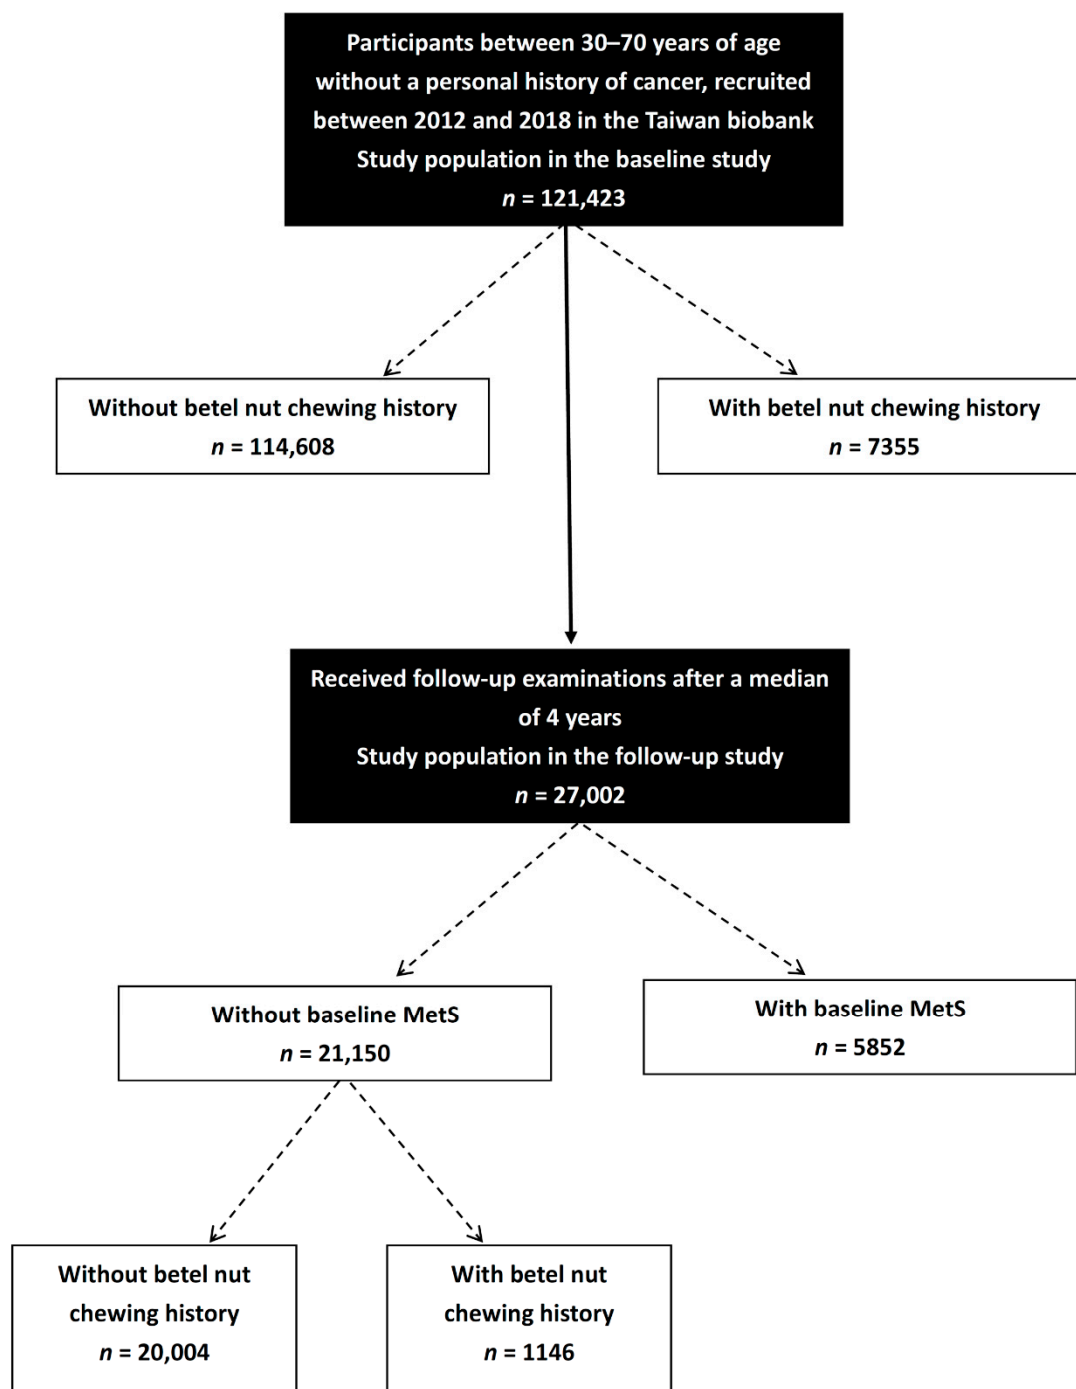 Participants between 30–70 years of age
without a personal history of cancer, recruited
between 2012 and 2018 in the Taiwan biobank
Study population in the baseline study
n = 121,423
Without betel nut chewing history
n = 114,608
With betel nut chewing history
n = 7355
Received follow-up examinations after a median
of 4 years
Study population in the follow-up study
n = 27,002
Without baseline MetS
n = 21,150
With baseline MetS
n = 5852
Without betel nut
chewing history
n = 20,004
With betel nut
chewing history
n = 1146